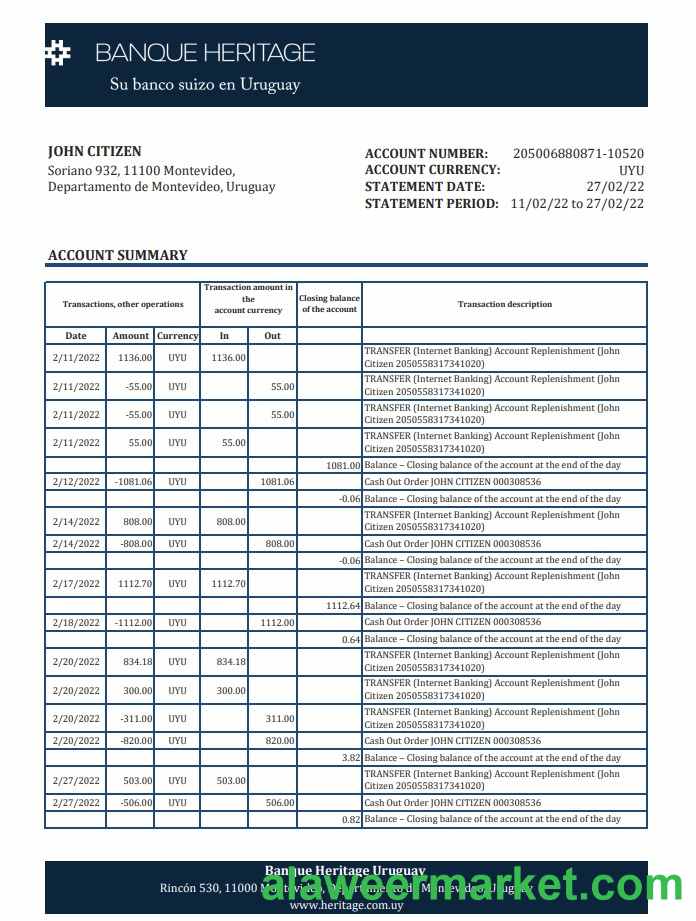 BANQUE HERITAGE
Su banco suizo en Uruguay
JOHN CITIZEN
Soriano 932, 11100 Montevideo,
Departamento de Montevideo, Uruguay
ACCOUNT NUMBER: 205006880871-10520
ACCOUNT CURRENCY: UYU
STATEMENT DATE: 27/02/22
STATEMENT PERIOD: 11/02/22 to 27/02/22
ACCOUNT SUMMARY
Transactions, other operations
Transaction amount in
the
account currency
Closing balance
of the account
Transaction description
Date Amount Currency In Out
2/11/2022 1136.00 UYU 1136.00 TRANSFER (Internet Banking) Account Replenishment (John
Citizen 2050558317341020)
2/11/2022 -55.00 UYU 55.00 TRANSFER (Internet Banking) Account Replenishment (John
Citizen 2050558317341020)
2/11/2022 -55.00 UYU 55.00 TRANSFER (Internet Banking) Account Replenishment (John
Citizen 2050558317341020)
2/11/2022 55.00 UYU 55.00 TRANSFER (Internet Banking) Account Replenishment (John
Citizen 2050558317341020)
1081.00 Balance – Closing balance of the account at the end of the day
2/12/2022 -1081.06 UYU 1081.06 Cash Out Order JOHN CITIZEN 000308536
-0.06 Balance – Closing balance of the account at the end of the day
2/14/2022 808.00 UYU 808.00 TRANSFER (Internet Banking) Account Replenishment (John
Citizen 2050558317341020)
2/14/2022 -808.00 UYU 808.00 Cash Out Order JOHN CITIZEN 000308536
-0.06 Balance – Closing balance of the account at the end of the day
2/17/2022 1112.70 UYU 1112.70 TRANSFER (Internet Banking) Account Replenishment (John
Citizen 2050558317341020)
1112.64 Balance – Closing balance of the account at the end of the day
2/18/2022 -1112.00 UYU 1112.00 Cash Out Order JOHN CITIZEN 000308536
0.64 Balance – Closing balance of the account at the end of the day
2/20/2022 834.18 UYU 834.18 TRANSFER (Internet Banking) Account Replenishment (John
Citizen 2050558317341020)
2/20/2022 300.00 UYU 300.00 TRANSFER (Internet Banking) Account Replenishment (John
Citizen 2050558317341020)
2/20/2022 -311.00 UYU 311.00 TRANSFER (Internet Banking) Account Replenishment (John
Citizen 2050558317341020)
2/20/2022 -820.00 UYU 820.00 Cash Out Order JOHN CITIZEN 000308536
3.82 Balance – Closing balance of the account at the end of the day
2/27/2022 503.00 UYU 503.00 TRANSFER (Internet Banking) Account Replenishment (John
Citizen 2050558317341020)
2/27/2022 -506.00 UYU 506.00 Cash Out Order JOHN CITIZEN 000308536
0.82 Balance – Closing balance of the account at the end of the day
Banque Heritage Uruguay
Rincón 530, 11000 Montevideo, Departamento de Montevideo, Uruguay
www.heritage.com.uy
alaweermarket.com